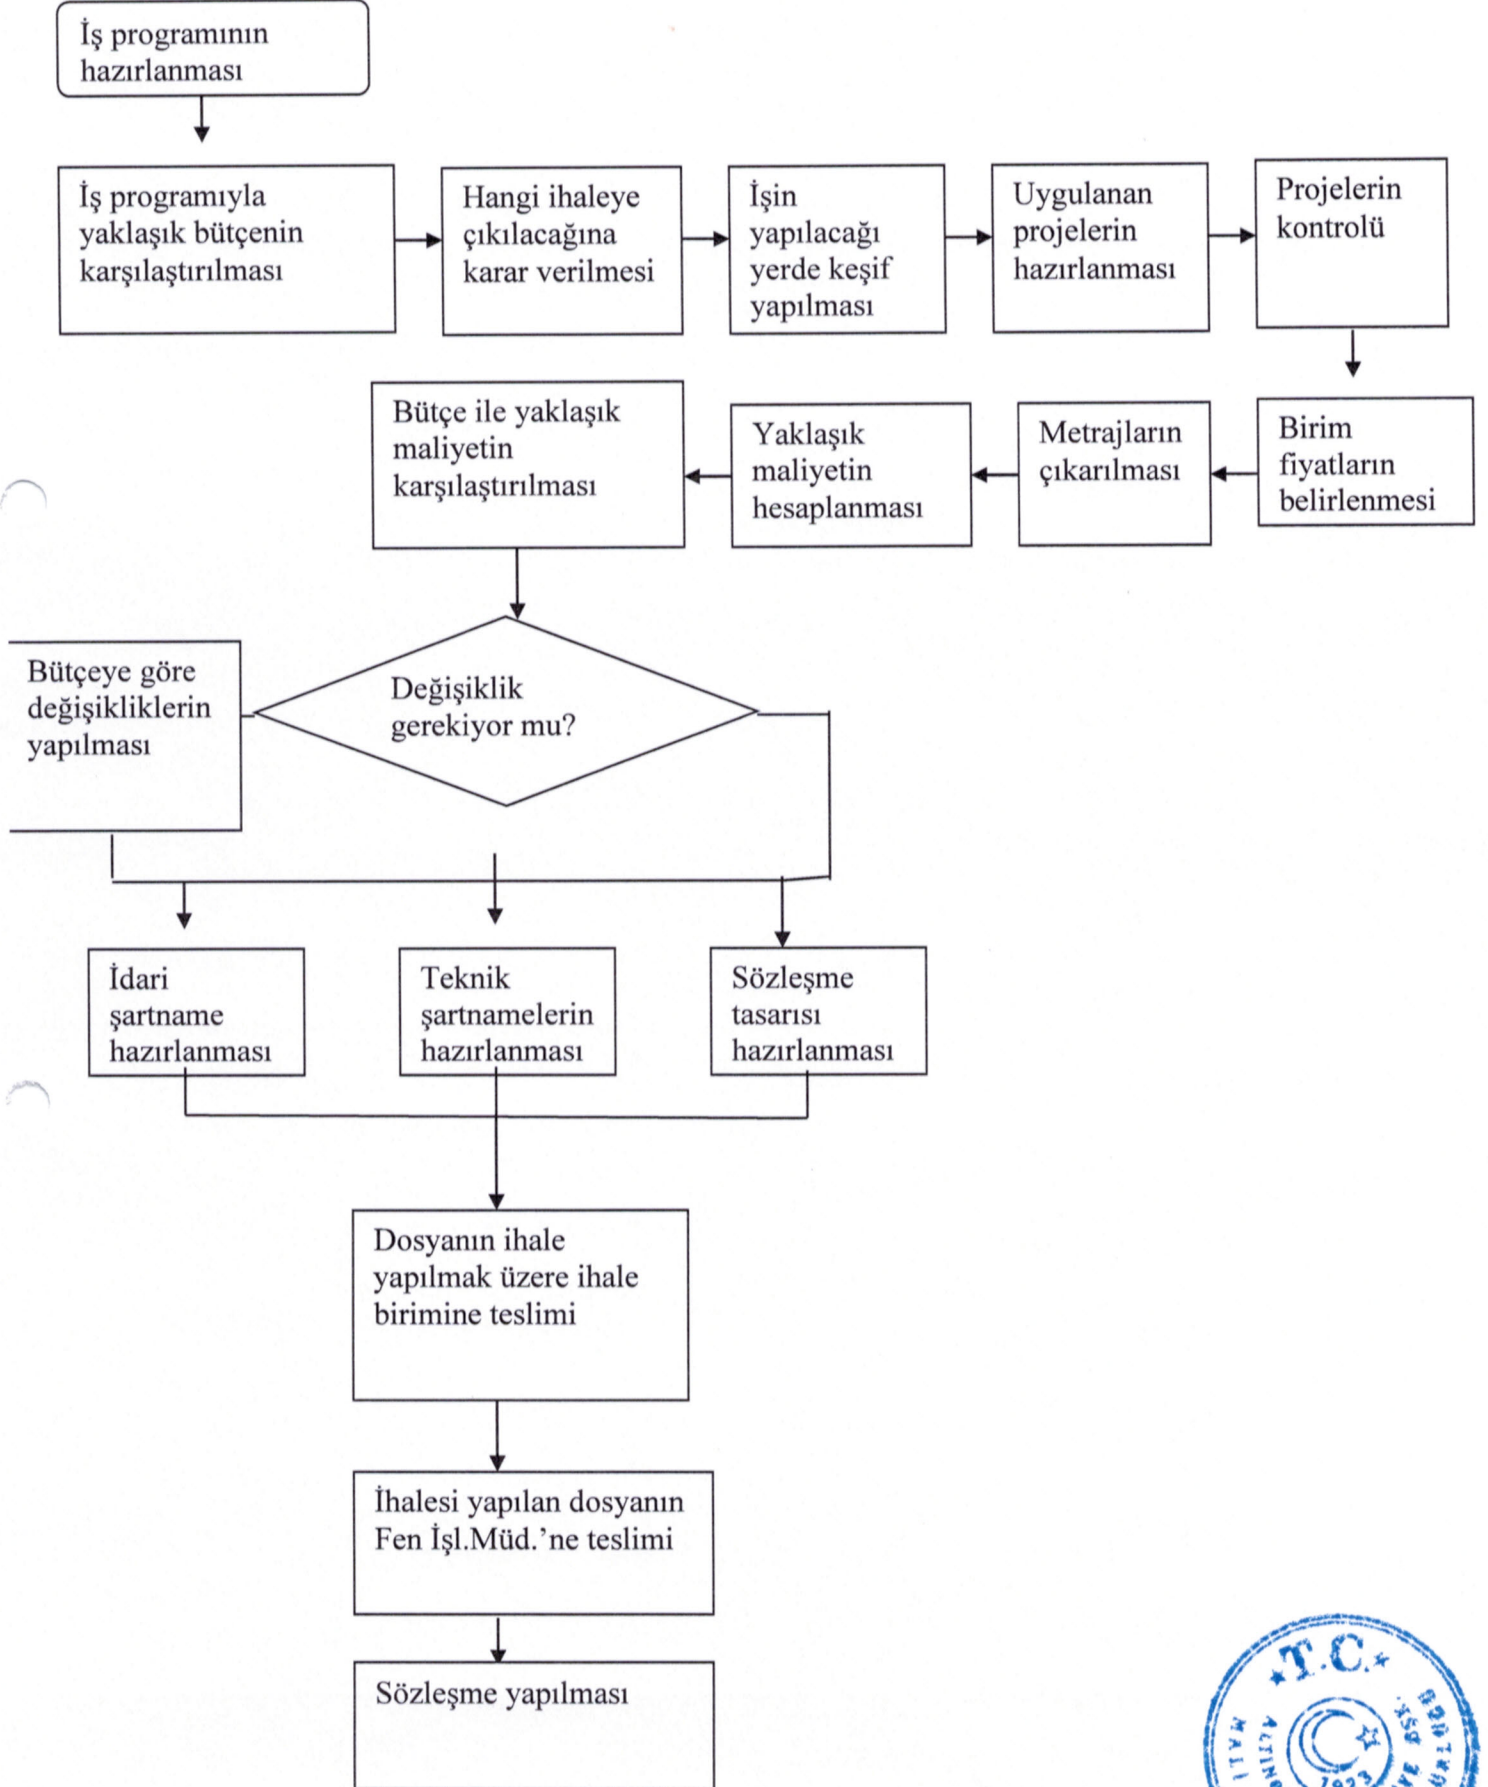 İş programının
hazırlanması
İş programıyla
yaklaşık bütçenin
karşılaştırılması
Hangi ihaleye
çıkılacağına
karar verilmesi
İşin
yapılacağı
yerde keşif
yapılması
Uygulanan
projelerin
hazırlanması
Projelerin
kontrolü
Birim
fiyatların
belirlenmesi
Metrajların
çıkarılması
Yaklaşık
maliyetin
hesaplanması
Bütçe ile yaklaşık
maliyetin
karşılaştırılması
Değişiklik
gerekiyor mu?
Bütçeye göre
değişikliklerin
yapılması
İdari
şartname
hazırlanması
Teknik
şartnamelerin
hazırlanması
Sözleşme
tasarısı
hazırlanması
Dosyanın ihale
yapılmak üzere ihale
birimine teslimi
İhalesi yapılan dosyanın
Fen İşl.Müd.’ne teslimi
Sözleşme yapılması
T.C.
1923